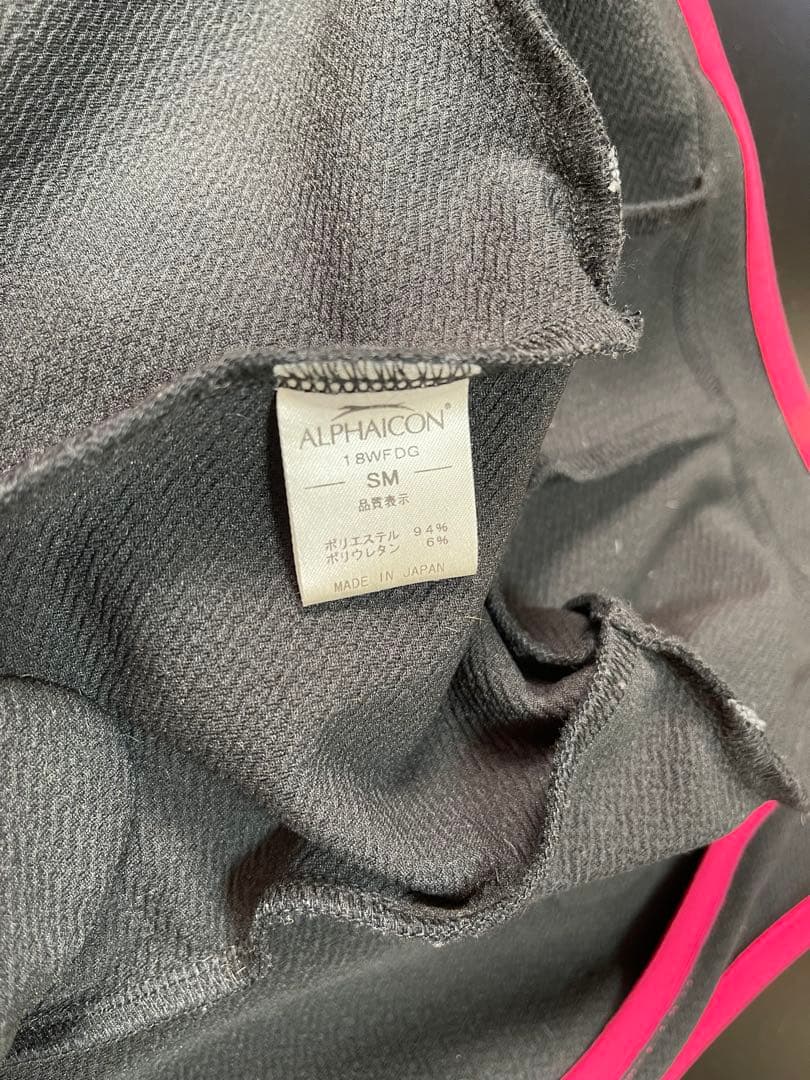 ALPHAICON®
18WFDG
SM
品質表示
ポリエステル 94%
ポリウレタン 6%
MADE IN JAPAN